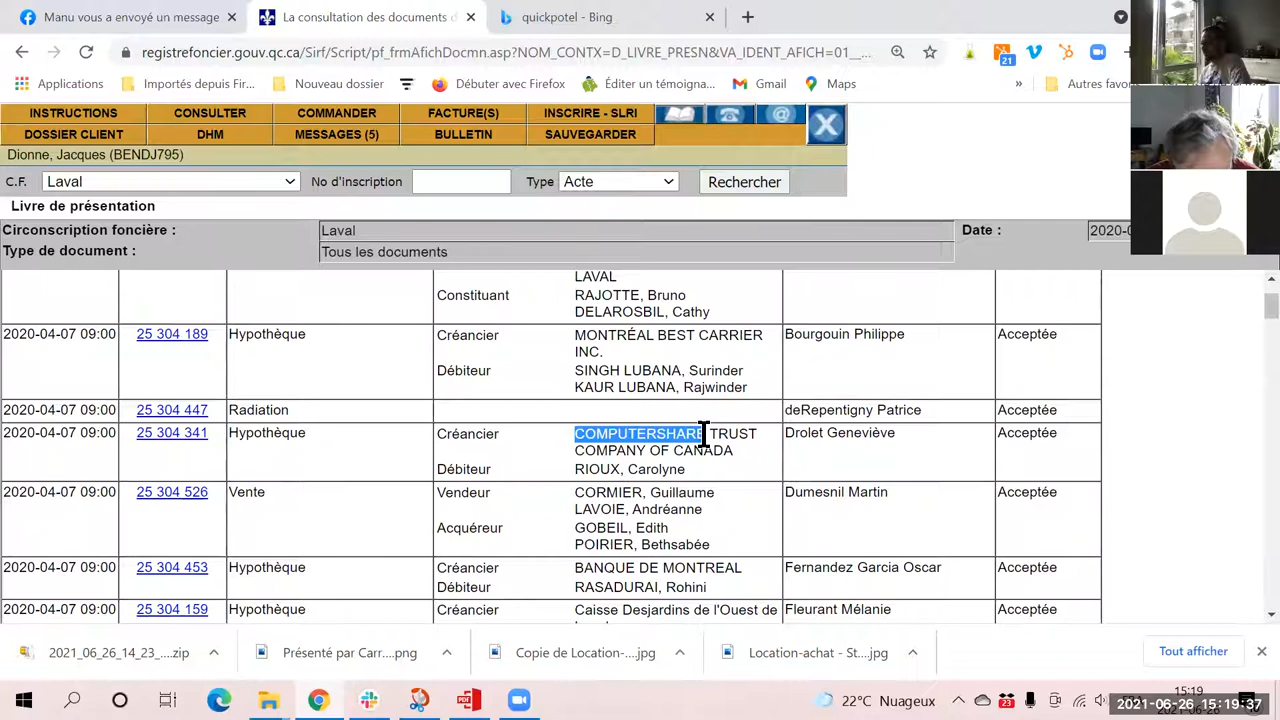 Manu vous a envoyé un message
La consultation des documents d
quickpotel - Bing
registrefoncier.gouv.qc.ca/Sirf/Script/pf_frmAfichDocmn.asp?NOM_CONTX=D_LIVRE_PRESN&VA_IDENT_AFICH=01__...
21
Applications
Importés depuis Fir...
Nouveau dossier
Débuter avec Firefox
Éditer un témoigna...
Gmail
Maps
»
Autres favoris
INSTRUCTIONS CONSULTER COMMANDER FACTURE(S) INSCRIRE - SLRI
DOSSIER CLIENT DHM MESSAGES (5) BULLETIN SAUVEGARDER
Dionne, Jacques (BENDJ795)
C.F. Laval No d'inscription Type Acte Rechercher
Livre de présentation
Circonscription foncière : Laval Date : 2020-0
Type de document : Tous les documents
LAVAL
Constituant RAJOTTE, Bruno
DELAROSBIL, Cathy
2020-04-07 09:00 25 304 189 Hypothèque Créancier MONTRÉAL BEST CARRIER Bourgouin Philippe Acceptée
INC.
Débiteur SINGH LUBANA, Surinder
KAUR LUBANA, Rajwinder
2020-04-07 09:00 25 304 447 Radiation deRepentigny Patrice Acceptée
2020-04-07 09:00 25 304 341 Hypothèque Créancier COMPUTERSHARE TRUST Drolet Geneviève Acceptée
COMPANY OF CANADA
Débiteur RIOUX, Carolyne
2020-04-07 09:00 25 304 526 Vente Vendeur CORMIER, Guillaume Dumesnil Martin Acceptée
LAVOIE, Andréanne
Acquéreur GOBEIL, Edith
POIRIER, Bethsabée
2020-04-07 09:00 25 304 453 Hypothèque Créancier BANQUE DE MONTREAL Fernandez Garcia Oscar Acceptée
Débiteur RASADURAI, Rohini
2020-04-07 09:00 25 304 159 Hypothèque Créancier Caisse Desjardins de l'Ouest de Fleurant Mélanie Acceptée
2021_06_26_14_23_....zip
Présenté par Carr....png
Copie de Location-....jpg
Location-achat - St....jpg
Tout afficher
22°C Nuageux
23
15:19
2021-06-26 15:19:37